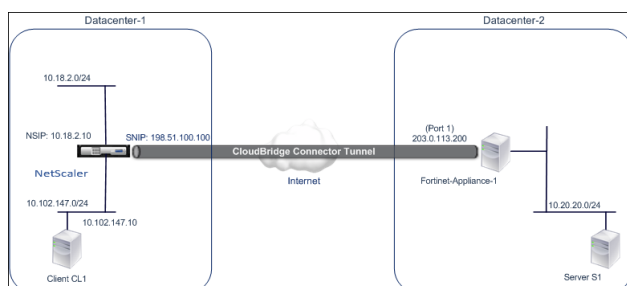 Datacenter-1
Datacenter-2
10.18.2.0/24
NSIP: 10.18.2.10
SNIP: 198.51.100.100
(Port 1)
203.0.113.200
CloudBridge Connector Tunnel
NetScaler
Internet
Fortinet-Appliance-1
10.102.147.0/24
10.102.147.10
10.20.20.0/24
Client CL1
Server S1